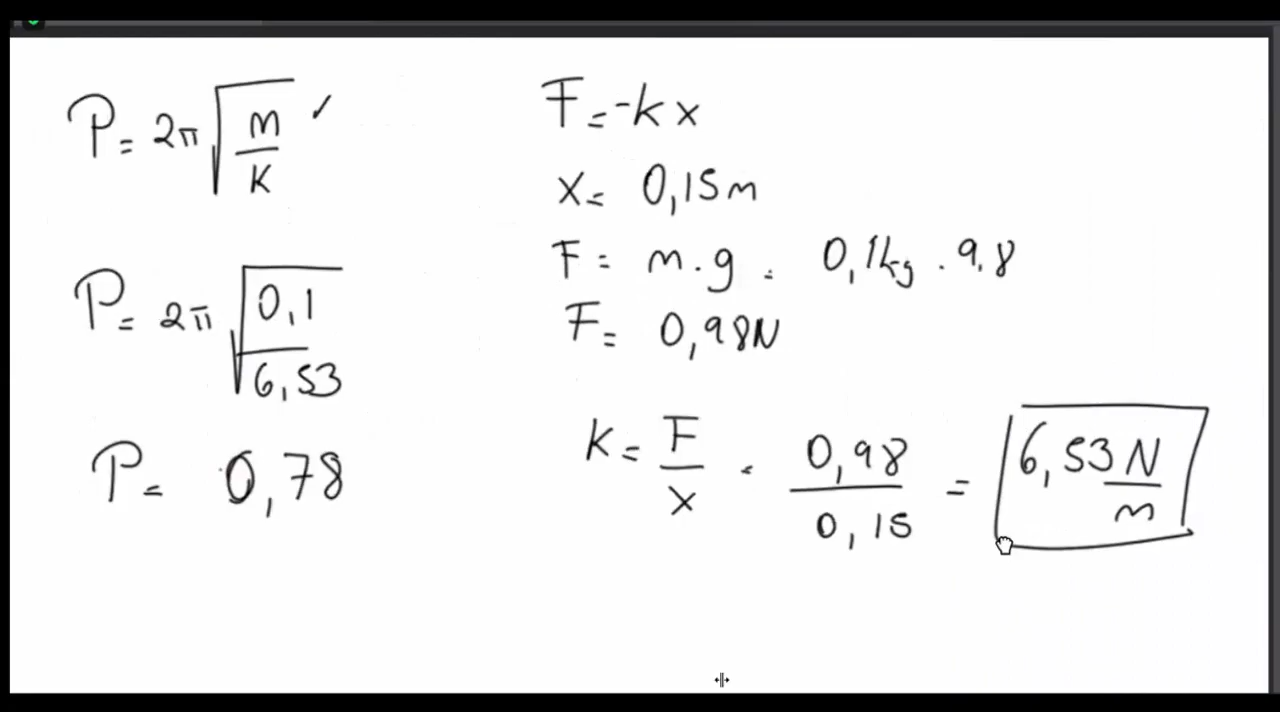 P = 2π √(m/K) ✓
P = 2π √(0,1/6,53)
P = 0,78
F = -k x
x = 0,15m
F = m · g = 0,1kg · 9,8
F = 0,98N
K = F/x = 0,98/0,15 = 6,53 N/m